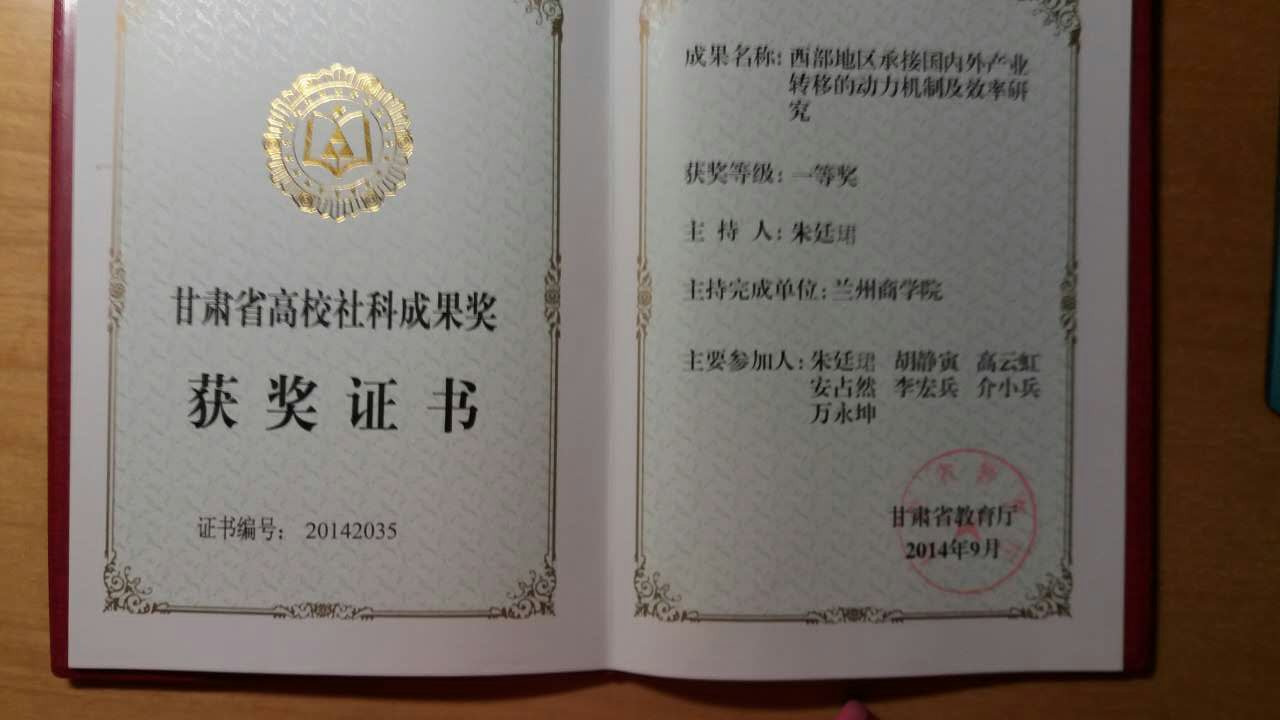 甘肃省高校社科成果奖
获奖证书
证书编号： 20142035
成果名称：西部地区承接国内外产业
转移的动力机制及效率研
究
获奖等级：一等奖
主 持 人：朱廷珺
主持完成单位：兰州商学院
主要参加人：朱廷珺 胡静寅 高云虹
安占然 李宏兵 介小兵
万永坤
甘肃省教育厅
2014年9月